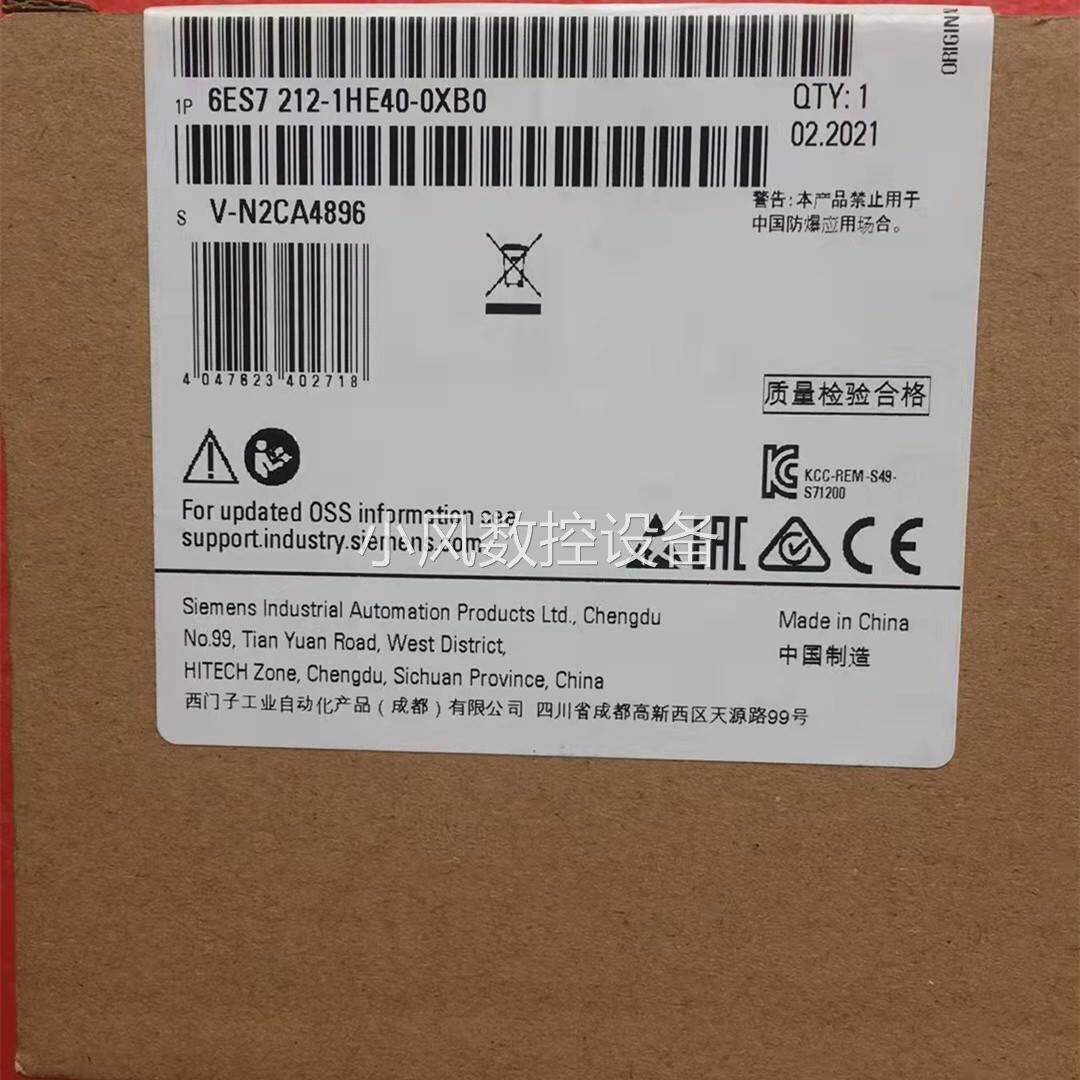 ORIGINA
1P 6ES7 212-1HE40-0XB0
QTY: 1
02.2021
S V-N2CA4896
警告:本产品禁止用于
中国防爆应用场合。
4 047623 402718
质量检验合格
KCC-REM-S49-
S71200
For updated OSS information see
support.industry.siemens.com
小风数控设备
EAC
CE
Siemens Industrial Automation Products Ltd., Chengdu
No.99, Tian Yuan Road, West District,
HITECH Zone, Chengdu, Sichuan Province, China
西门子工业自动化产品(成都)有限公司 四川省成都高新西区天源路99号
Made in China
中国制造